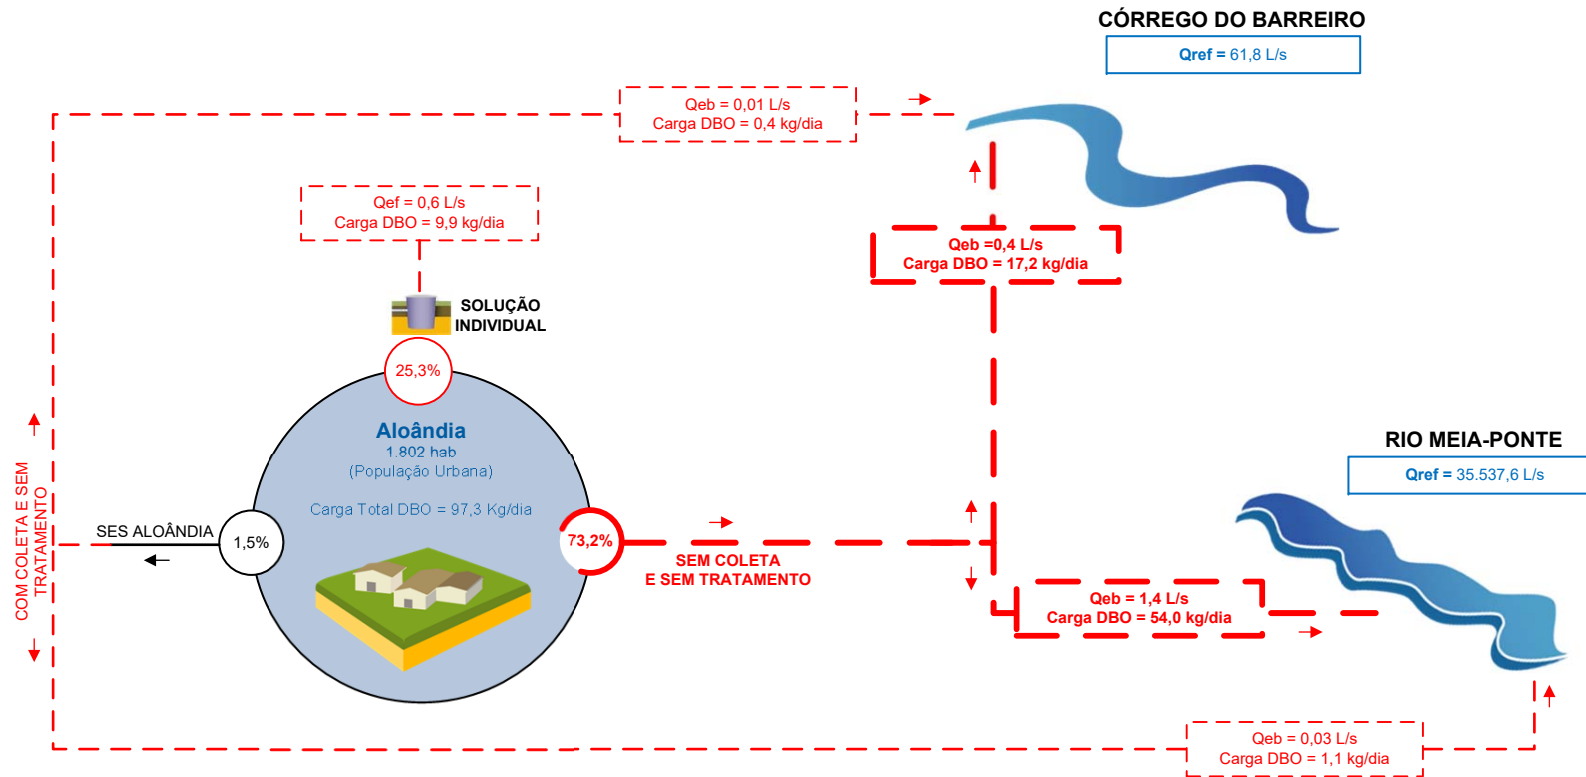 CÓRREGO DO BARREIRO
Qref = 61,8 L/s
Qeb = 0,01 L/s
Carga DBO = 0,4 kg/dia
Qef = 0,6 L/s
Carga DBO = 9,9 kg/dia
Qeb =0,4 L/s
Carga DBO = 17,2 kg/dia
SOLUÇÃO
INDIVIDUAL
25,3%
Aloândia
1.802 hab
(População Urbana)
Carga Total DBO = 97,3 Kg/dia
RIO MEIA-PONTE
Qref = 35.537,6 L/s
COM COLETA E SEM
TRATAMENTO
SES ALOÂNDIA
1,5%
73,2%
SEM COLETA
E SEM TRATAMENTO
Qeb = 1,4 L/s
Carga DBO = 54,0 kg/dia
Qeb = 0,03 L/s
Carga DBO = 1,1 kg/dia